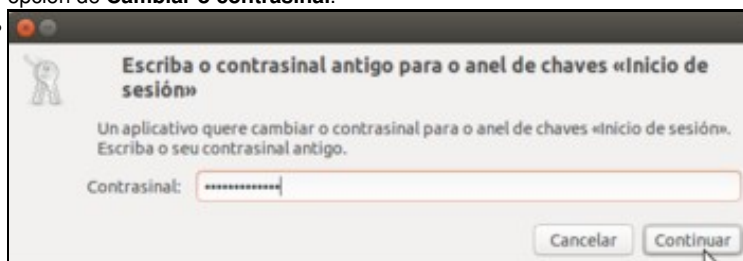 opción de Cambiar o contrasinal.
Escriba o contrasinal antigo para o anel de chaves «Inicio de
sesión»
Un aplicativo quere cambiar o contrasinal para o anel de chaves «Inicio de sesión».
Escriba o seu contrasinal antigo.
Contrasinal: •••••••••••••
Cancelar Continuar